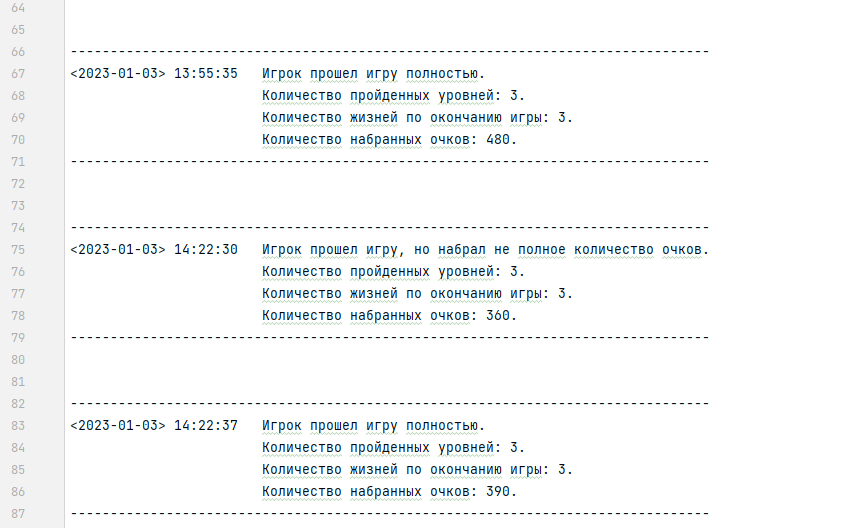 64
65
66 --------------------------------------------------------------------------------
67 <2023-01-03> 13:55:35   Игрок прошел игру полностью.
68                         Количество пройденных уровней: 3.
69                         Количество жизней по окончанию игры: 3.
70                         Количество набранных очков: 480.
71 --------------------------------------------------------------------------------
72
73
74 --------------------------------------------------------------------------------
75 <2023-01-03> 14:22:30   Игрок прошел игру, но набрал не полное количество очков.
76                         Количество пройденных уровней: 3.
77                         Количество жизней по окончанию игры: 3.
78                         Количество набранных очков: 360.
79 --------------------------------------------------------------------------------
80
81
82 --------------------------------------------------------------------------------
83 <2023-01-03> 14:22:37   Игрок прошел игру полностью.
84                         Количество пройденных уровней: 3.
85                         Количество жизней по окончанию игры: 3.
86                         Количество набранных очков: 390.
87 --------------------------------------------------------------------------------